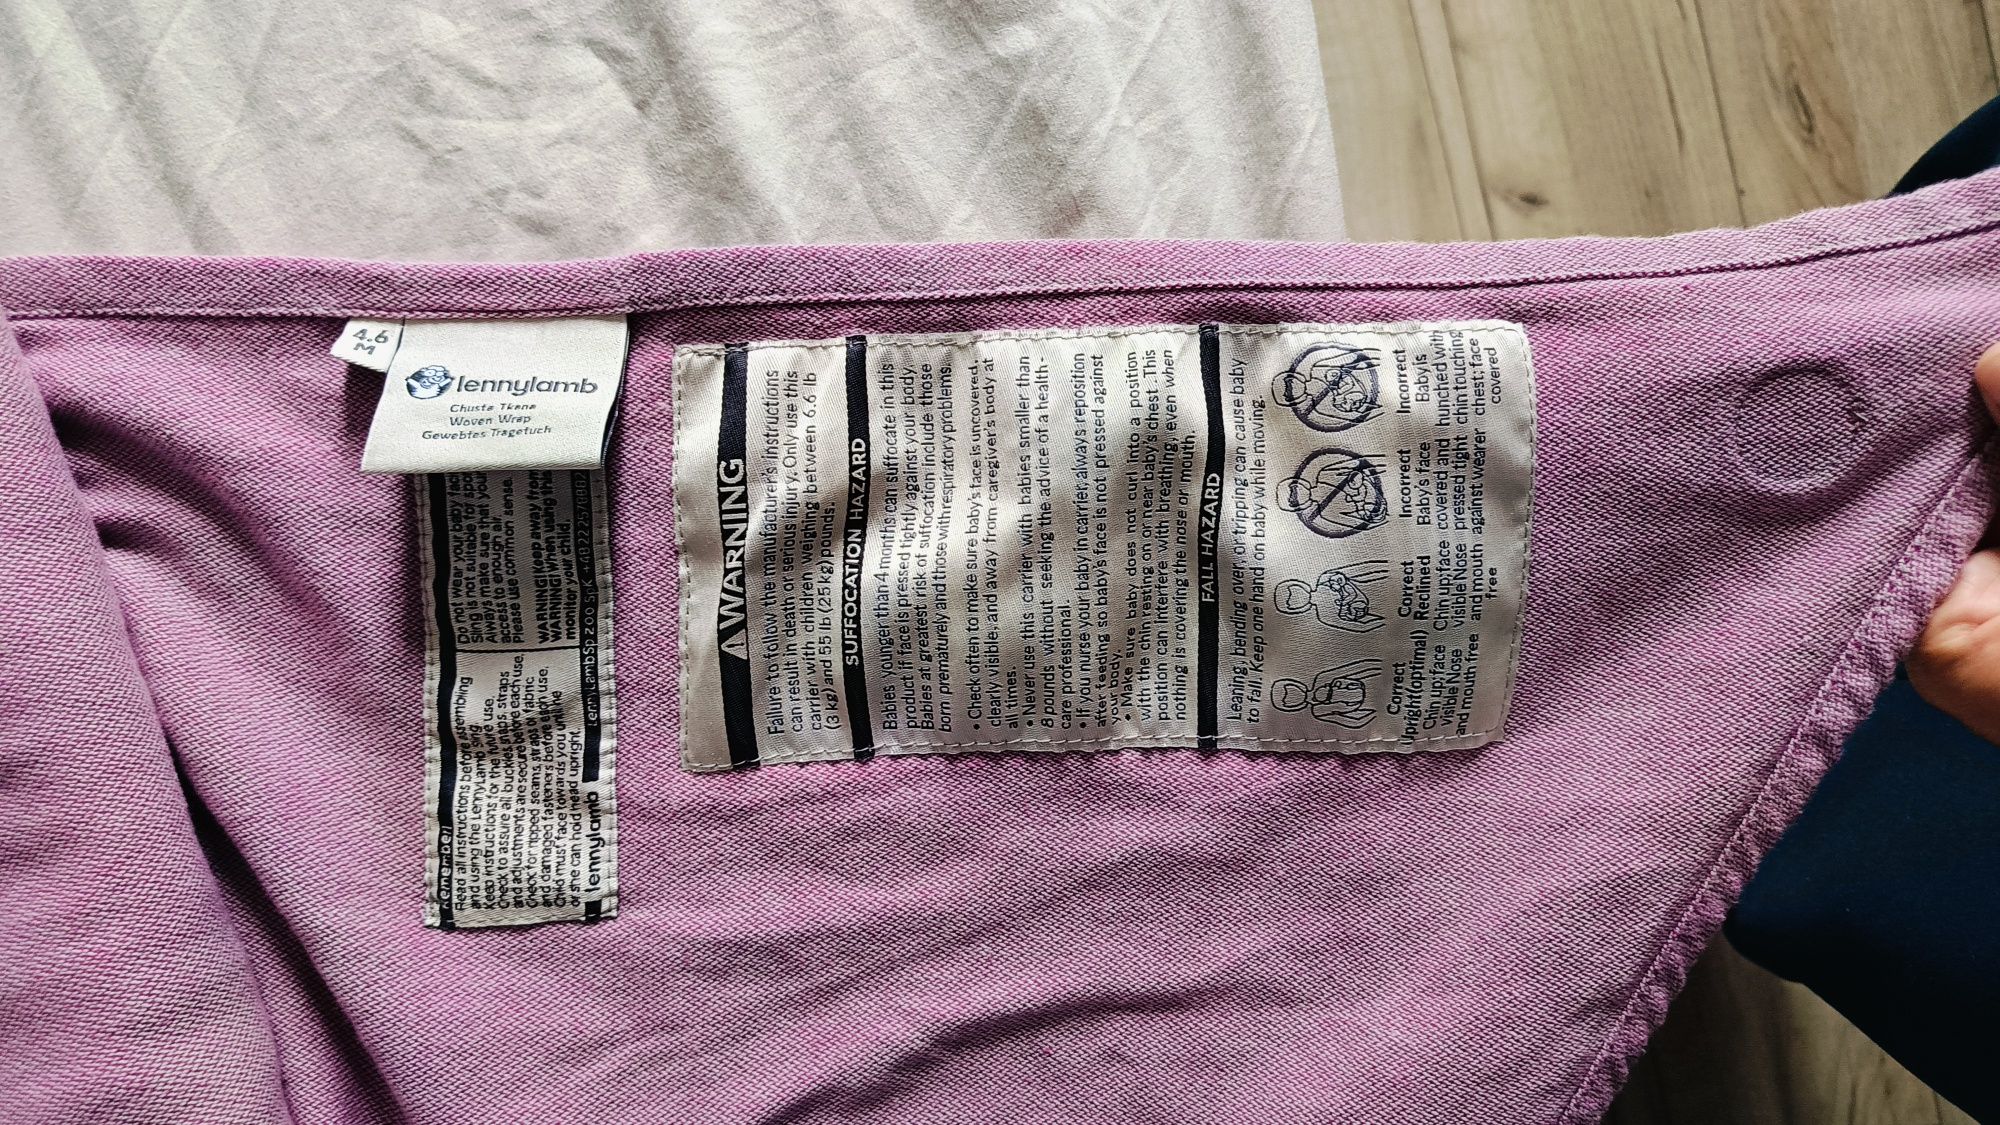 4.6
M
lennylamb
Chusta Tkana
Woven Wrap
Gewebtes Tragetuch
Remember!
Read all instructions before assembling
and using the LennyLamb sling.
Keep instructions for the future use
Check to assure all buckles, snaps, straps
and adjustments are secure before each use.
Check for ripped seams, straps or fabric
and damaged fasteners before each use.
Child must face towards you until he
or she can hold head upright.
lennylamb
Do not wear your baby fac
Sling is not suitable for spo
Always make sure that your
access to enough air.
Please use common sense.
WARNING! Keep away from
WARNING! when using this
monitor your child.
LennyLamb Sp z o o Sp K
WARNING
Failure to follow the manufacturer's instructions
can result in death or serious injury. Only use this
carrier with children weighing between 6.6 lb
(3 kg) and 55 lb (25 kg) pounds.
SUFFOCATION HAZARD
Babies younger than 4 months can suffocate in this
product if face is pressed tightly against your body.
Babies at greatest risk of suffocation include those
born prematurely and those with respiratory problems.
• Check often to make sure baby's face is uncovered,
clearly visible, and away from caregiver's body at
all times.
• Never use this carrier with babies smaller than
8 pounds without seeking the advice of a health-
care professional.
• If you nurse your baby in carrier, always reposition
after feeding so baby's face is not pressed against
your body.
• Make sure baby does not curl into a position
with the chin resting on or near baby's chest. This
position can interfere with breathing, even when
nothing is covering the nose or mouth.
FALL HAZARD
Leaning, bending over or tripping can cause baby
to fall. Keep one hand on baby while moving.
Correct
Upright(optimal)
Chin up; face
visible Nose
and mouth free
Correct
Reclined
Chin up; face
visible Nose
and mouth
free
Incorrect
Baby's face
covered and
pressed tight
against wearer
Incorrect
Baby is
hunched with
chin touching
chest; face
covered